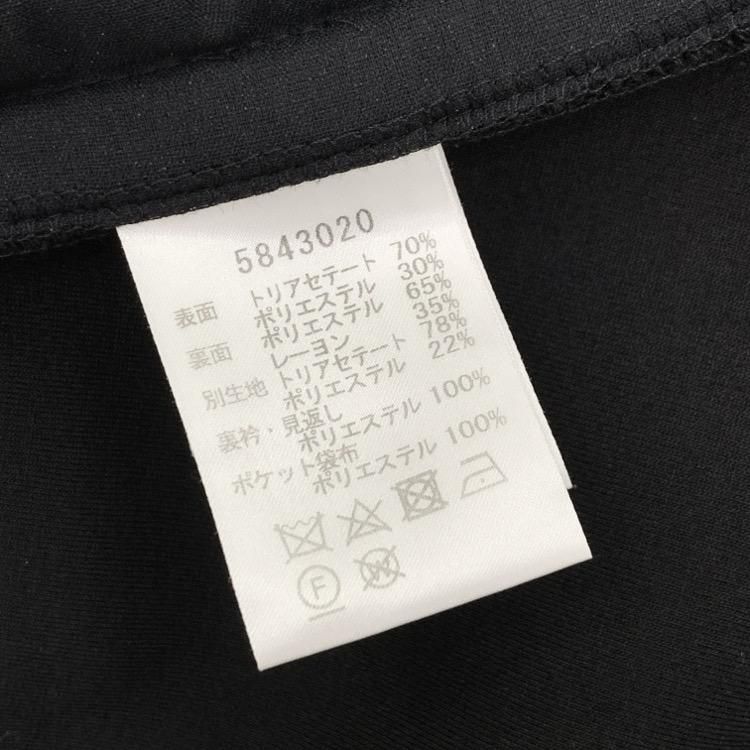 5843020
表面 トリアセテート 70%
ポリエステル 30%
裏面 ポリエステル 65%
レーヨン 35%
別生地 トリアセテート 78%
ポリエステル 22%
裏衿・見返し
ポリエステル 100%
ポケット袋布
ポリエステル 100%
F W